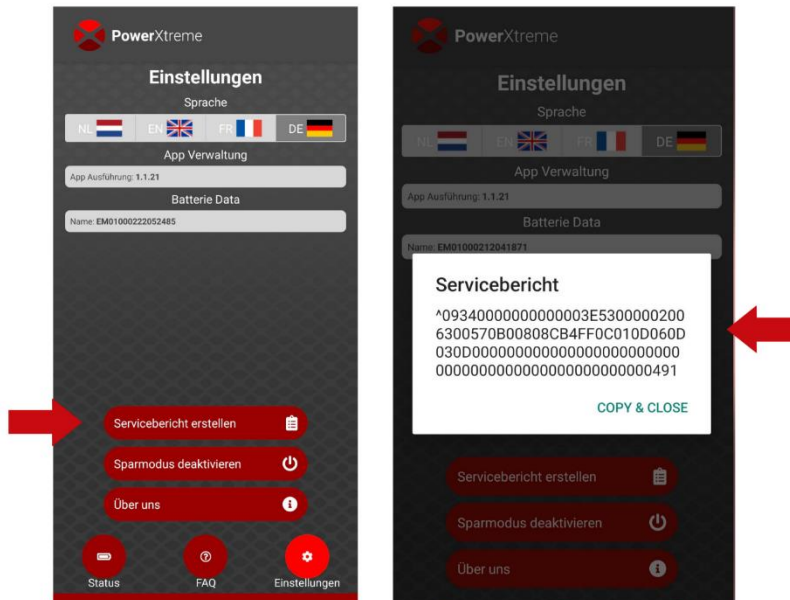 PowerXtreme
Einstellungen
Sprache
NL EN FR DE
App Verwaltung
App Ausführung: 1.1.21
Batterie Data
Name: EM01000222052485
Servicebericht erstellen
Sparmodus deaktivieren
Über uns
Status FAQ Einstellungen
PowerXtreme
Einstellungen
Sprache
NL EN FR DE
App Verwaltung
App Ausführung: 1.1.21
Batterie Data
Name: EM01000212041871
Servicebericht
^09340000000000003E5300000200
6300570B00808CB4FF0C010D060D
030D000000000000000000000000
0000000000000000000000000491
COPY & CLOSE
Servicebericht erstellen
Sparmodus deaktivieren
Über uns